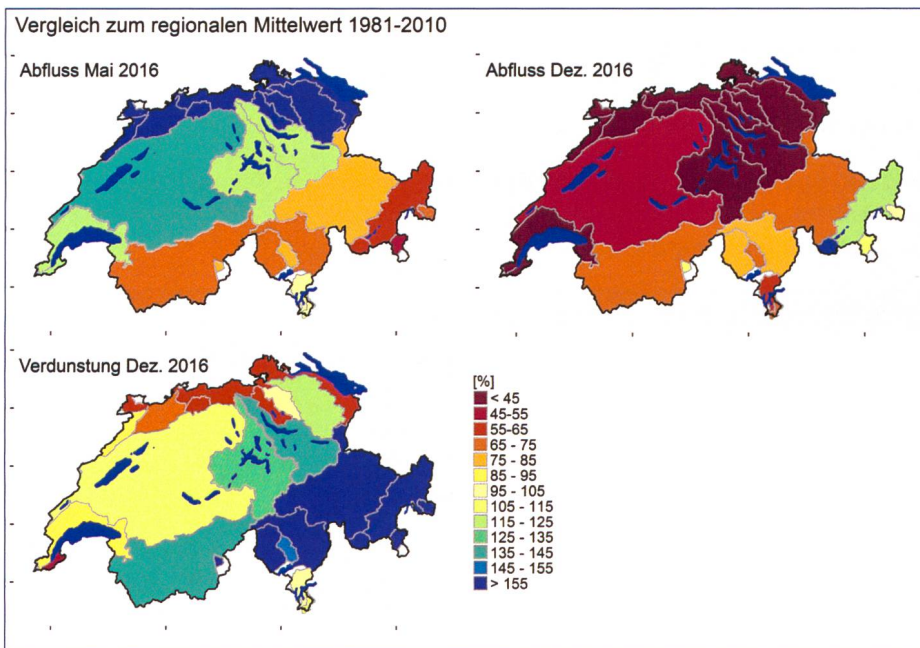 Vergleich zum regionalen Mittelwert 1981-2010
Abfluss Mai 2016
Abfluss Dez. 2016
Verdunstung Dez. 2016
[%]
< 45
45-55
55-65
65 - 75
75 - 85
85 - 95
95 - 105
105 - 115
115 - 125
125 - 135
135 - 145
145 - 155
> 155